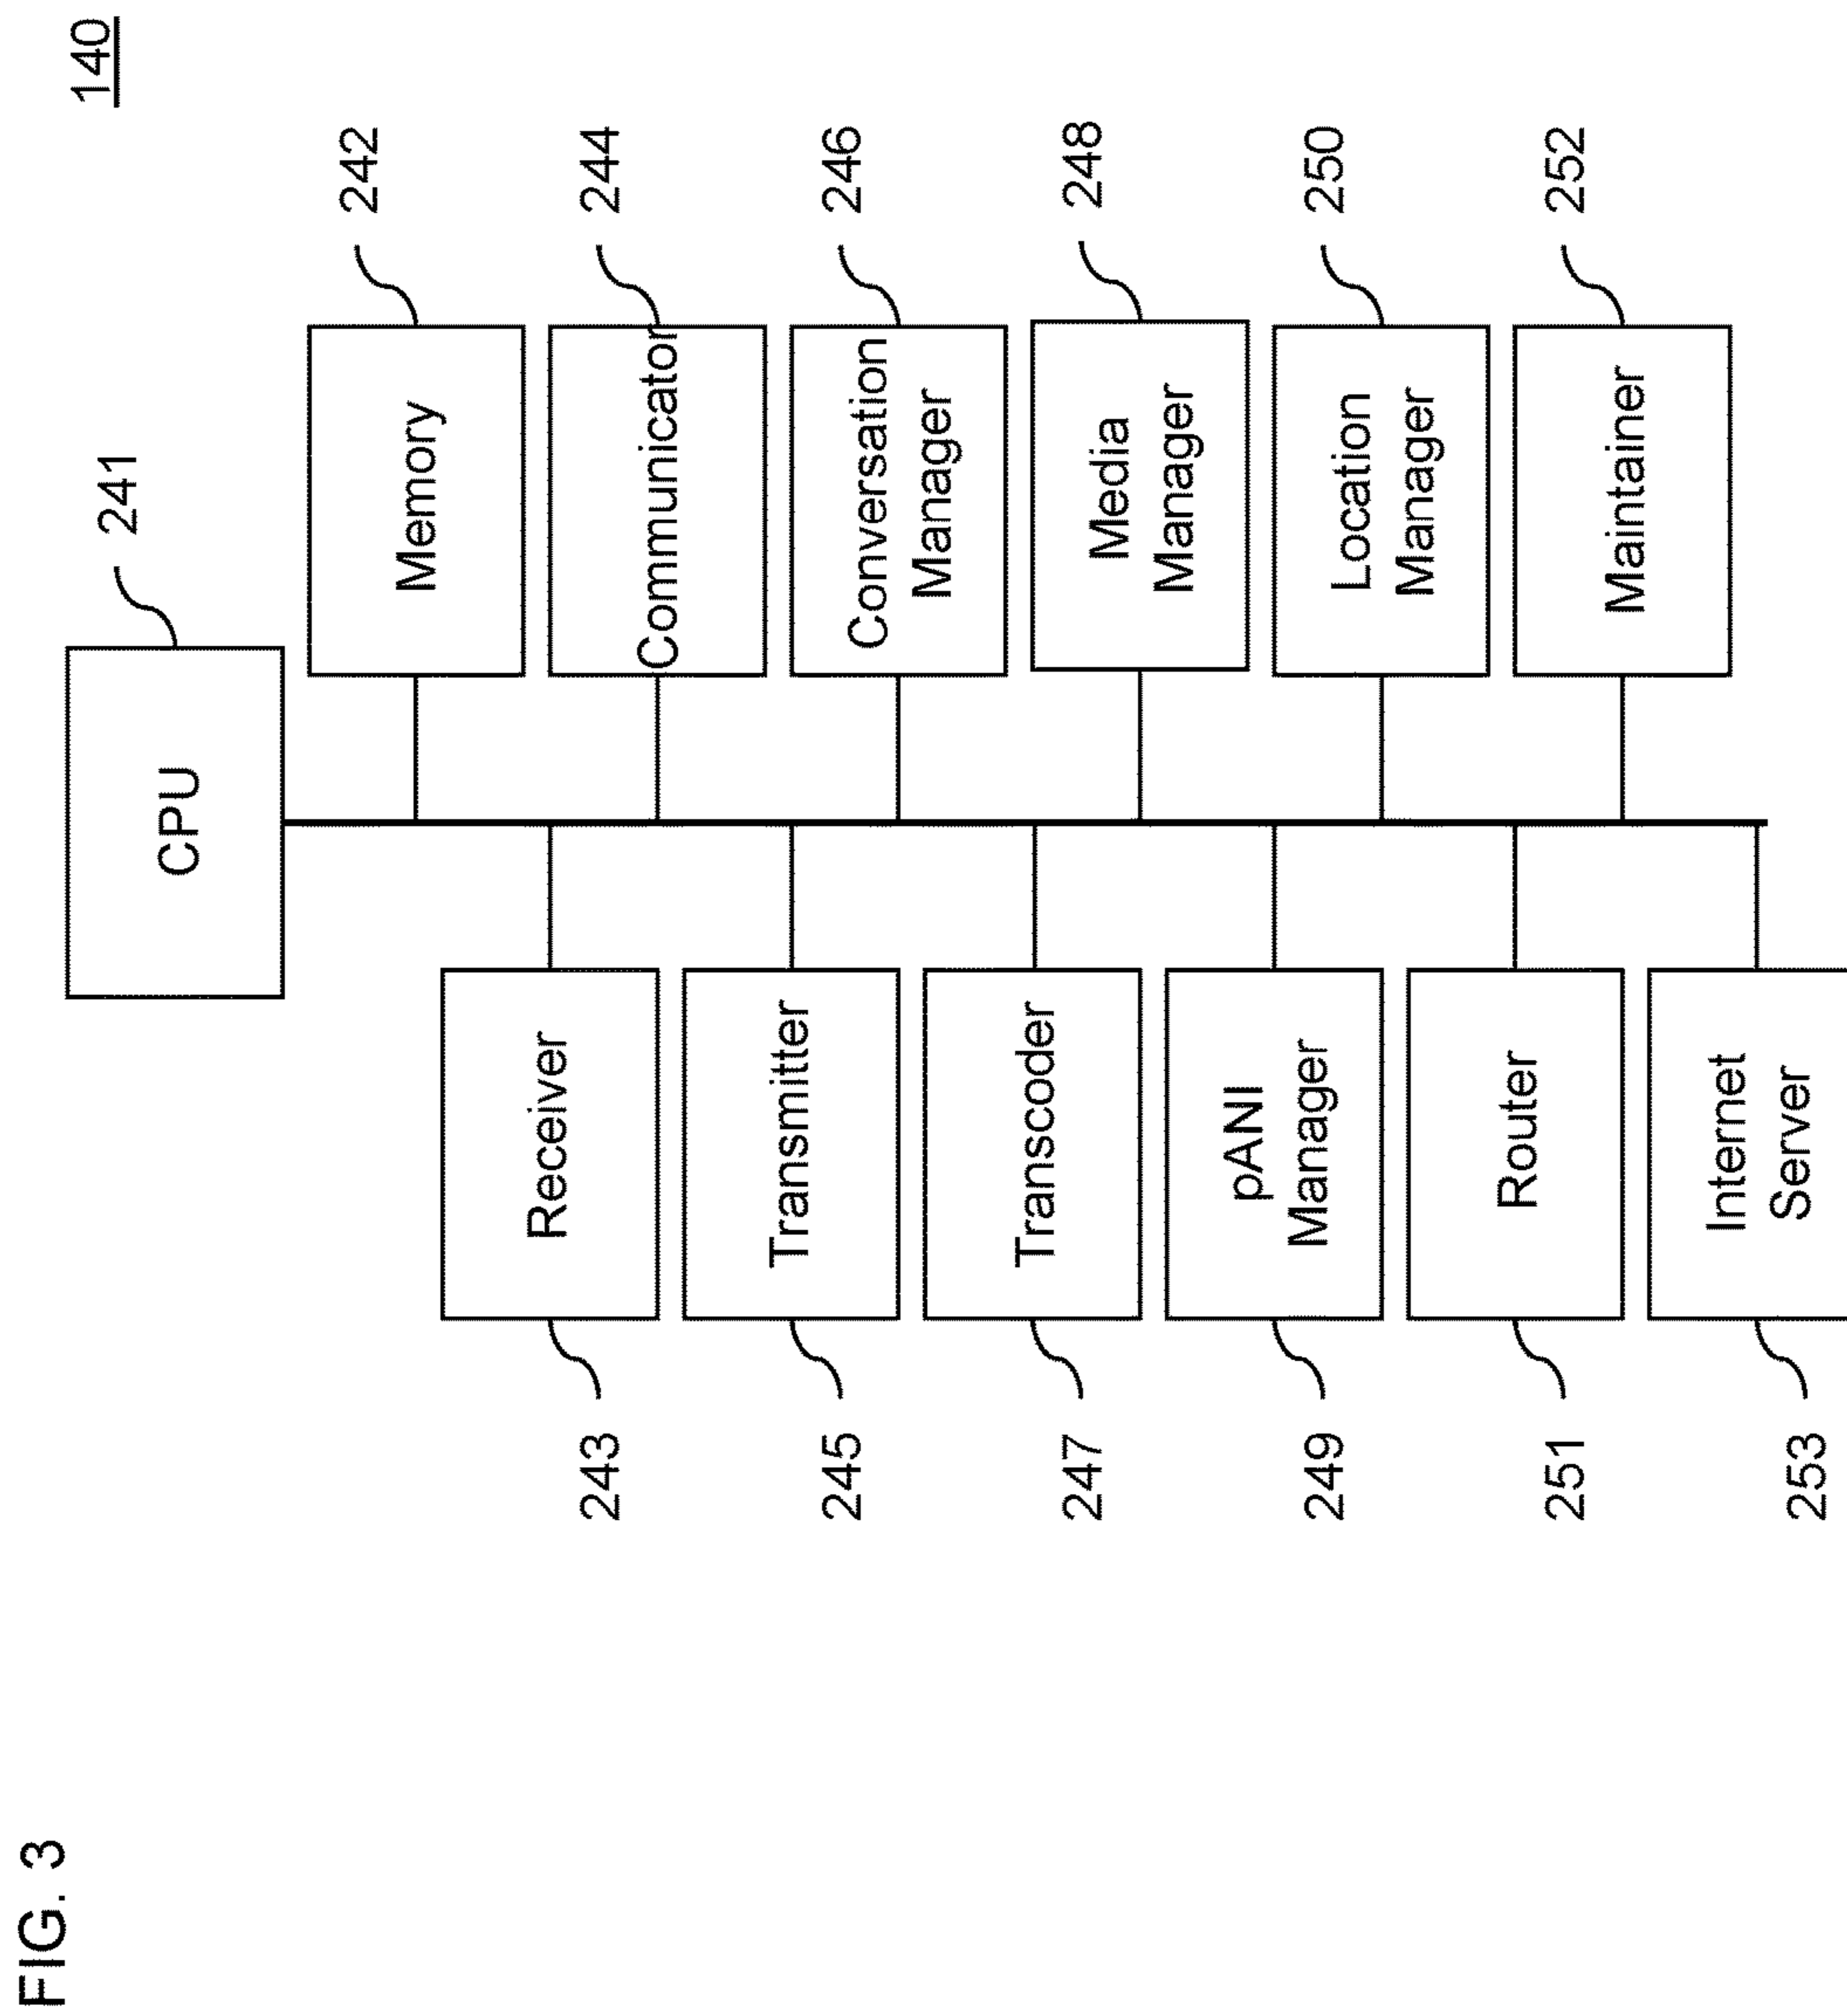 FIG. 3
140
CPU
241
Memory
242
Receiver
243
Communicator
244
Transmitter
245
Conversation
Manager
246
Transcoder
247
Media
Manager
248
pANI
Manager
249
Location
Manager
250
Router
251
Maintainer
252
Internet
Server
253